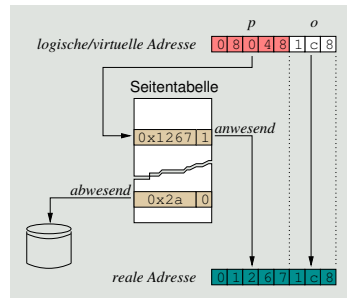 p o
logische/virtuelle Adresse 0 8 0 4 8 1 c 8
Seitentabelle
0x1267 1 anwesend
abwesend 0x2a 0
reale Adresse 0 1 2 6 7 1 c 8